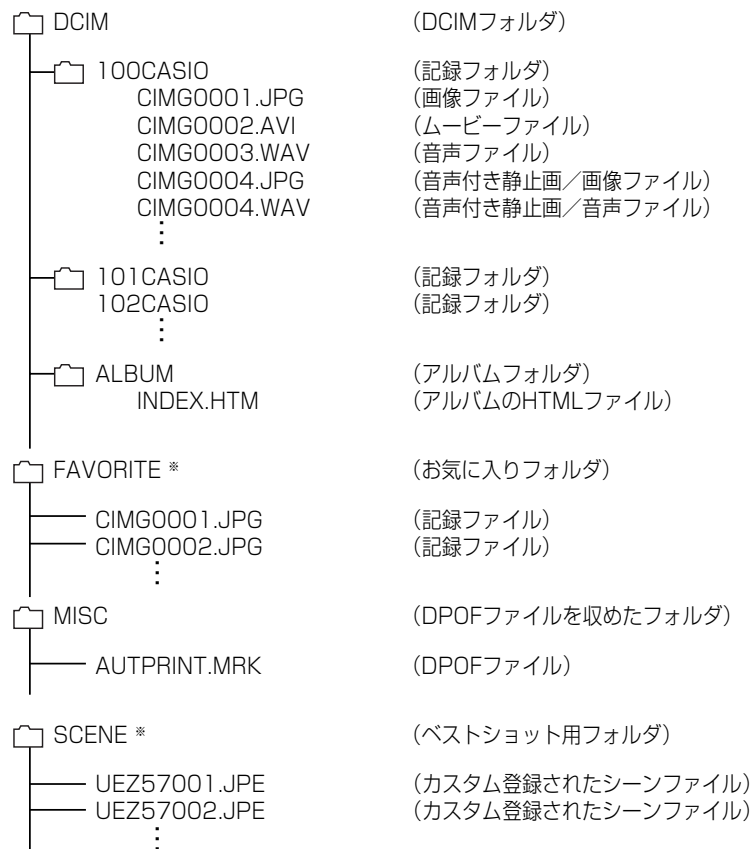 DCIM （DCIMフォルダ）
100CASIO （記録フォルダ）
CIMG0001.JPG （画像ファイル）
CIMG0002.AVI （ムービーファイル）
CIMG0003.WAV （音声ファイル）
CIMG0004.JPG （音声付き静止画／画像ファイル）
CIMG0004.WAV （音声付き静止画／音声ファイル）
101CASIO （記録フォルダ）
102CASIO （記録フォルダ）
ALBUM （アルバムフォルダ）
INDEX.HTM （アルバムのHTMLファイル）
FAVORITE ※ （お気に入りフォルダ）
CIMG0001.JPG （記録ファイル）
CIMG0002.JPG （記録ファイル）
MISC （DPOFファイルを収めたフォルダ）
AUTPRINT.MRK （DPOFファイル）
SCENE ※ （ベストショット用フォルダ）
UEZ57001.JPE （カスタム登録されたシーンファイル）
UEZ57002.JPE （カスタム登録されたシーンファイル）